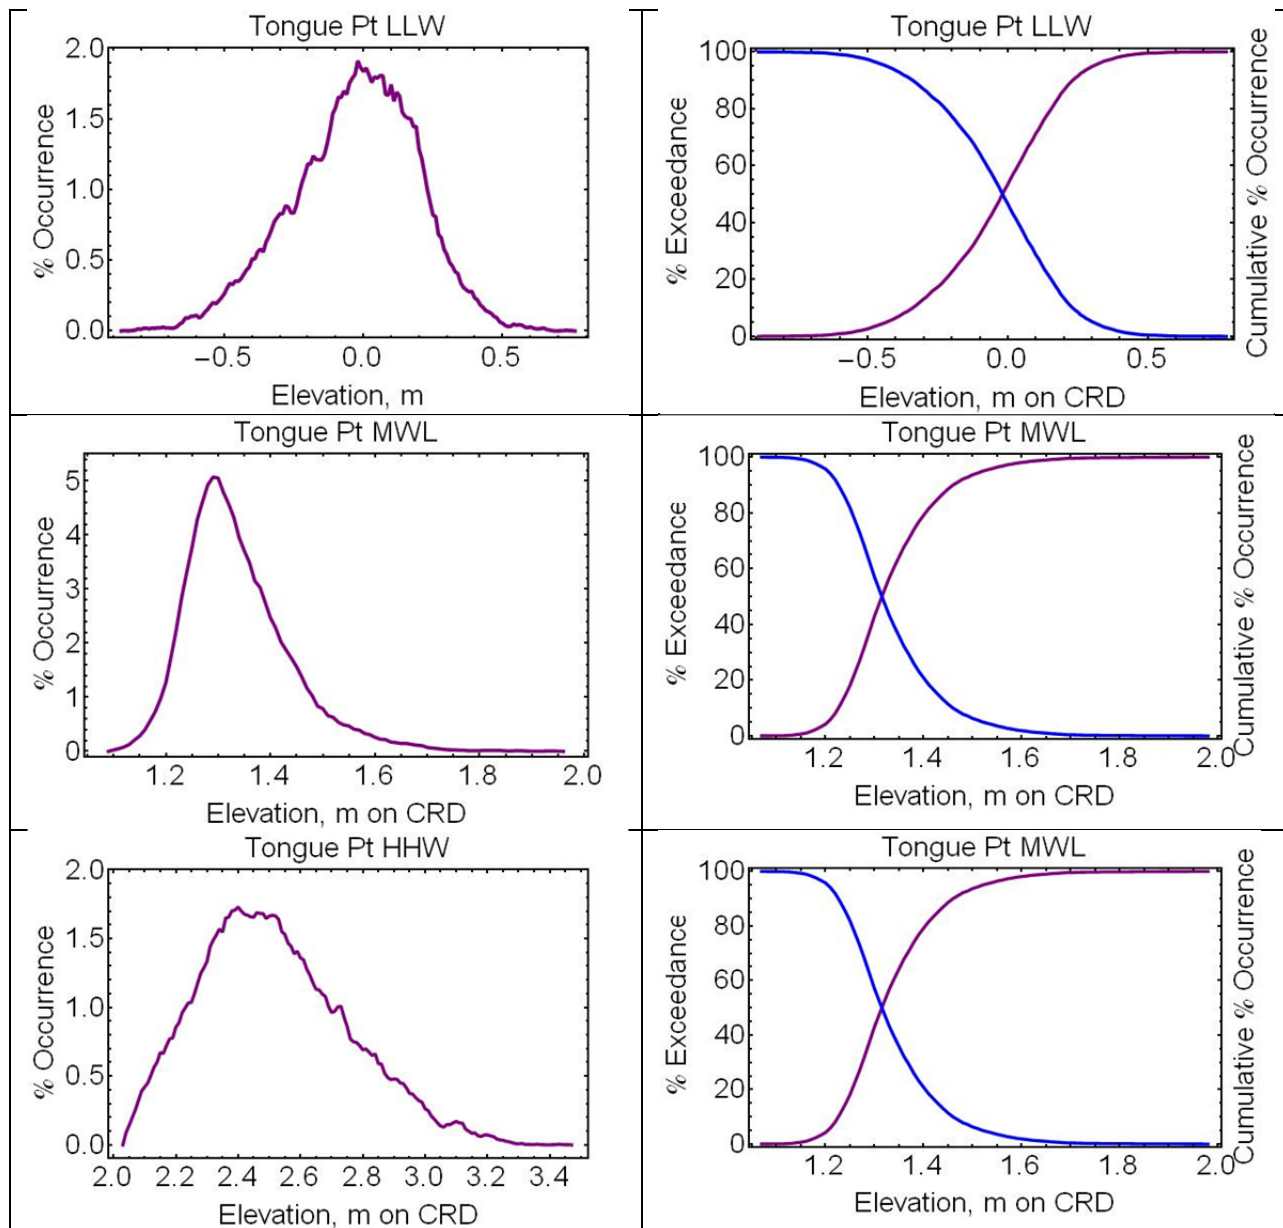 Tongue Pt LLW
2.0
1.5
1.0
0.5
0.0
% Occurrence
−0.5 0.0 0.5
Elevation, m
Tongue Pt LLW
100
80
60
40
20
0
% Exceedance
Cumulative % Occurrence
−0.5 0.0 0.5
Elevation, m on CRD
Tongue Pt MWL
5
4
3
2
1
0
% Occurrence
1.2 1.4 1.6 1.8 2.0
Elevation, m on CRD
Tongue Pt MWL
100
80
60
40
20
0
% Exceedance
Cumulative % Occurrence
1.2 1.4 1.6 1.8 2.0
Elevation, m on CRD
Tongue Pt HHW
2.0
1.5
1.0
0.5
0.0
% Occurrence
2.0 2.2 2.4 2.6 2.8 3.0 3.2 3.4
Elevation, m on CRD
Tongue Pt MWL
100
80
60
40
20
0
% Exceedance
Cumulative % Occurrence
1.2 1.4 1.6 1.8 2.0
Elevation, m on CRD